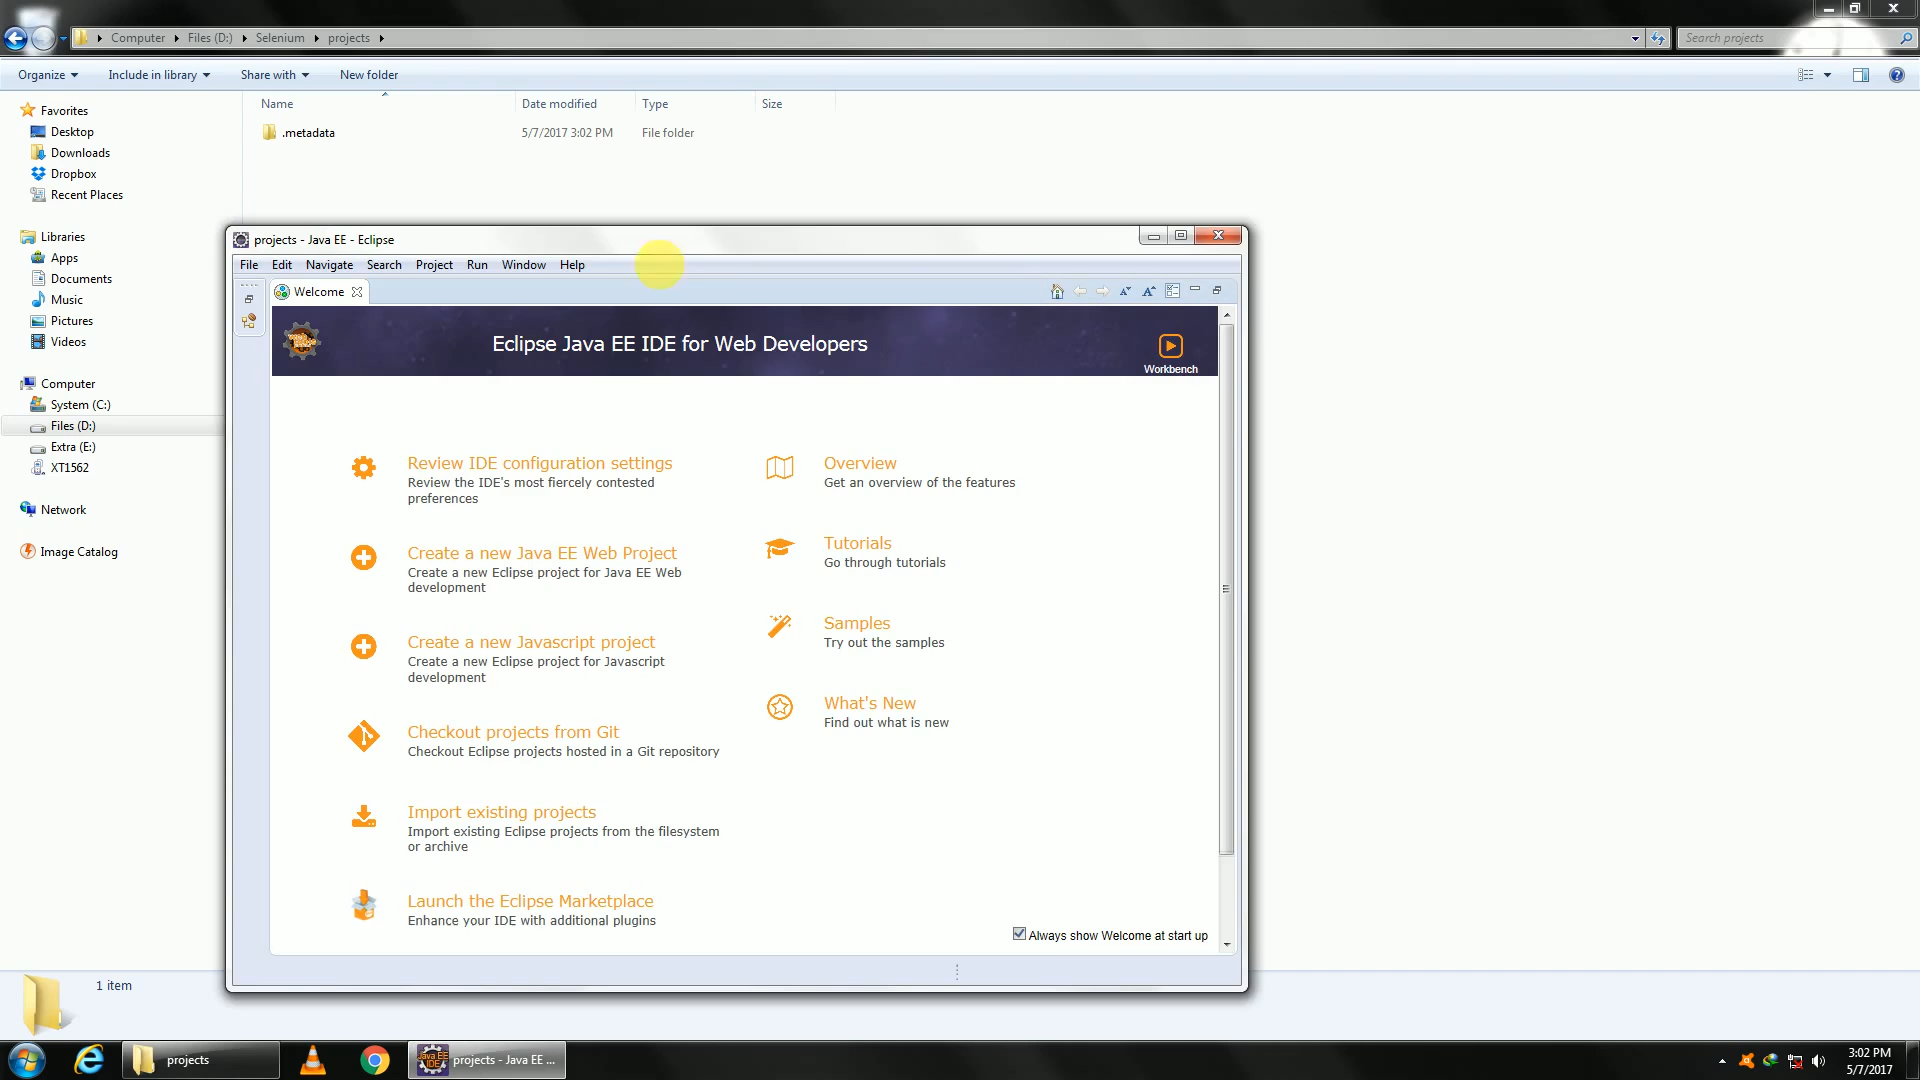 Computer Files (D:) Selenium projects
Search projects
Organize Include in library Share with New folder
Name Date modified Type Size
.metadata 5/7/2017 3:02 PM File folder
Favorites
Desktop
Downloads
Dropbox
Recent Places
Libraries
Apps
Documents
Music
Pictures
Videos
Computer
System (C:)
Files (D:)
Extra (E:)
XT1562
Network
Image Catalog
projects - Java EE - Eclipse
File Edit Navigate Search Project Run Window Help
Welcome
Eclipse Java EE IDE for Web Developers
Workbench
Review IDE configuration settings
Review the IDE's most fiercely contested
preferences
Create a new Java EE Web Project
Create a new Eclipse project for Java EE Web
development
Create a new Javascript project
Create a new Eclipse project for Javascript
development
Checkout projects from Git
Checkout Eclipse projects hosted in a Git repository
Import existing projects
Import existing Eclipse projects from the filesystem
or archive
Launch the Eclipse Marketplace
Enhance your IDE with additional plugins
Overview
Get an overview of the features
Tutorials
Go through tutorials
Samples
Try out the samples
What's New
Find out what is new
Always show Welcome at start up
1 item
projects
Java EE
IDE
projects - Java EE ...
3:02 PM
5/7/2017